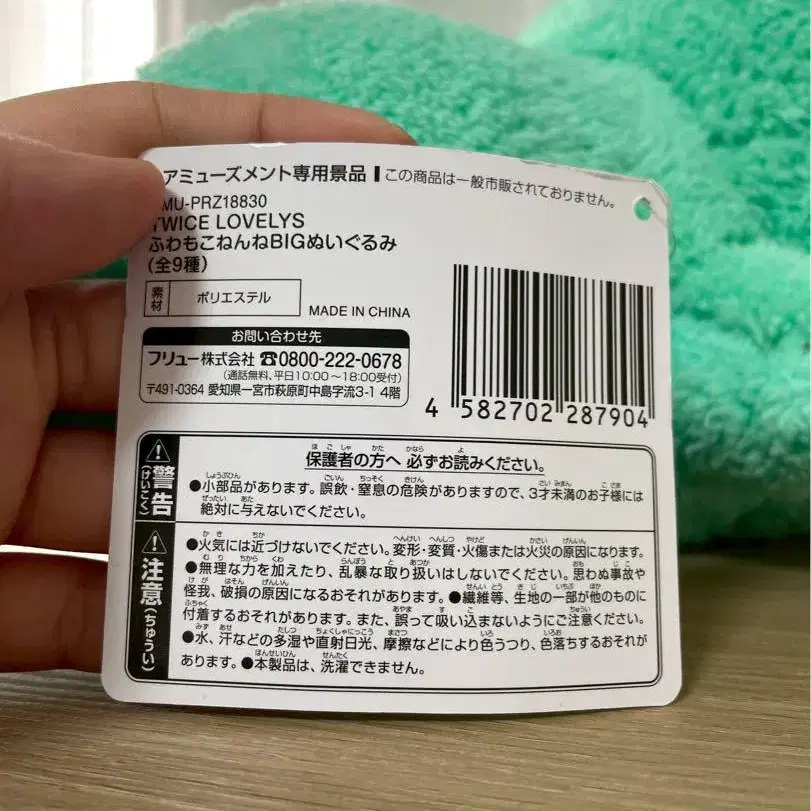 アミューズメント専用景品 この商品は一般市販されておりません。
MU-PRZ18830
TWICE LOVELYS
ふわもこねんねBIGぬいぐるみ
(全9種)
素材 ポリエステル
MADE IN CHINA
お問い合わせ先
フリュー株式会社 ☎0800-222-0678
(通話無料、平日10:00〜18:00受付)
〒491-0364 愛知県一宮市萩原町中島字流3-1 4階
4 582702 287904
警告(けいこく)
保護者の方へ 必ずお読みください。
●小部品があります。誤飲・窒息の危険がありますので、3才未満のお子様には
絶対に与えないでください。
注意(ちゅうい)
●火気には近づけないでください。変形・変質・火傷または火災の原因になります。
●無理な力を加えたり、乱暴な取り扱いはしないでください。思わぬ事故や
怪我、破損の原因になるおそれがあります。●繊維等、生地の一部が他のものに
付着するおそれがあります。また、誤って吸い込まないようにご注意ください。
●水、汗などの多湿や直射日光、摩擦などにより色うつり、色落ちするおそれが
あります。●本製品は、洗濯できません。